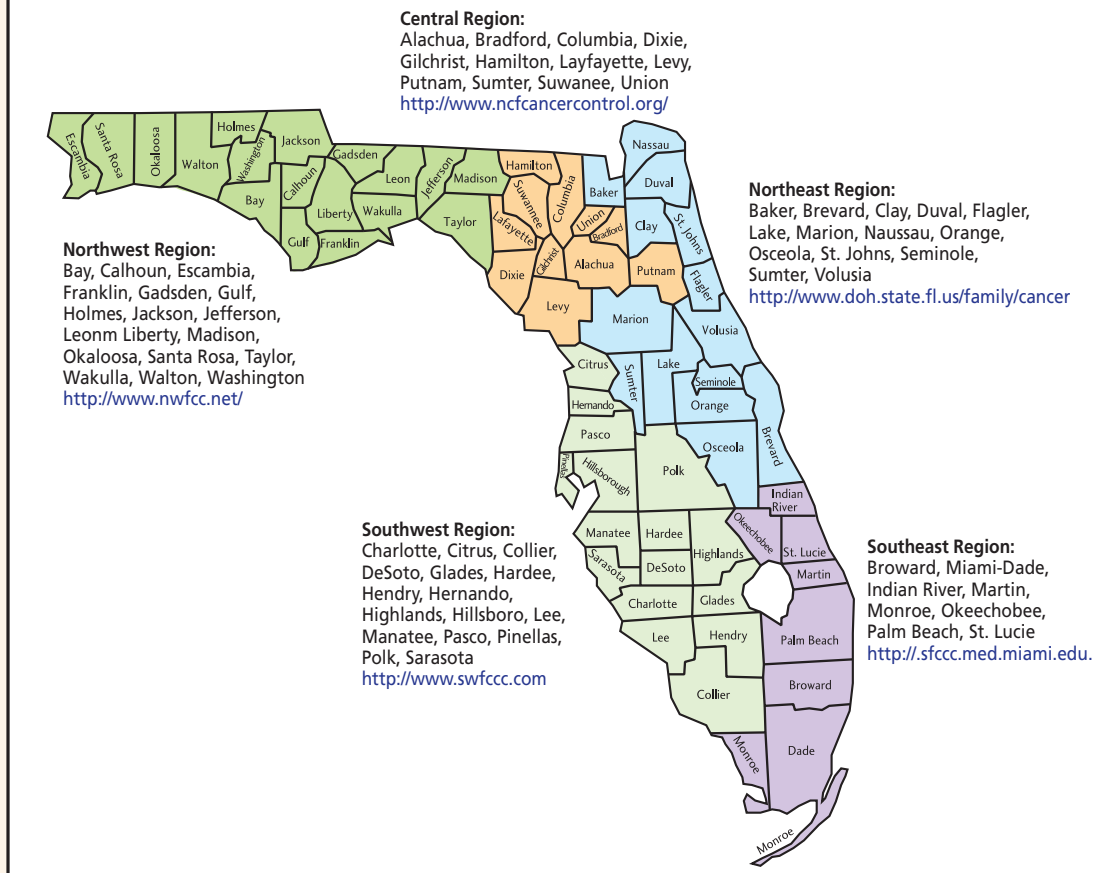 Central Region:
Alachua, Bradford, Columbia, Dixie,
Gilchrist, Hamilton, Layfayette, Levy,
Putnam, Sumter, Suwanee, Union
http://www.ncfcancercontrol.org/
Northwest Region:
Bay, Calhoun, Escambia,
Franklin, Gadsden, Gulf,
Holmes, Jackson, Jefferson,
Leonm Liberty, Madison,
Okaloosa, Santa Rosa, Taylor,
Wakulla, Walton, Washington
http://www.nwfcc.net/
Northeast Region:
Baker, Brevard, Clay, Duval, Flagler,
Lake, Marion, Naussau, Orange,
Osceola, St. Johns, Seminole,
Sumter, Volusia
http://www.doh.state.fl.us/family/cancer
Southwest Region:
Charlotte, Citrus, Collier,
DeSoto, Glades, Hardee,
Hendry, Hernando,
Highlands, Hillsboro, Lee,
Manatee, Pasco, Pinellas,
Polk, Sarasota
http://www.swfccc.com
Southeast Region:
Broward, Miami-Dade,
Indian River, Martin,
Monroe, Okeechobee,
Palm Beach, St. Lucie
http://.sfccc.med.miami.edu.
Escambia
Santa Rosa
Okaloosa
Walton
Holmes
Washington
Jackson
Bay
Calhoun
Gulf
Liberty
Franklin
Gadsden
Leon
Wakulla
Jefferson
Madison
Taylor
Hamilton
Suwannee
Lafayette
Columbia
Dixie
Gilchrist
Union
Bradford
Alachua
Putnam
Levy
Baker
Nassau
Duval
Clay
St. Johns
Flagler
Marion
Volusia
Lake
Sumter
Seminole
Orange
Osceola
Brevard
Citrus
Hernando
Pasco
Pinellas
Hillsborough
Polk
Manatee
Hardee
Highlands
Sarasota
DeSoto
Charlotte
Glades
Lee
Hendry
Collier
Indian
River
Okeechobee
St. Lucie
Martin
Palm Beach
Broward
Dade
Monroe
Monroe